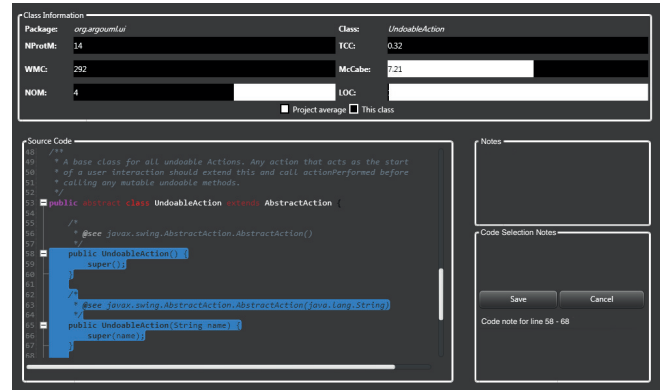 Class Information
Package: org.argouml.ui Class: UndoableAction
NProtM: 14 TCC: 0.32
WMC: 292 McCabe: 7.21
NOM: 4 LOC:
Project average This class
Source Code
48 /**
49 * A base class for all undoable Actions. Any action that acts as the start
50 * of a user interaction should extend this and call actionPerformed before
51 * calling any mutable undoable methods.
52 */
53 public abstract class UndoableAction extends AbstractAction {
54
55 /*
56 * @see javax.swing.AbstractAction.AbstractAction()
57 */
58 public UndoableAction() {
59 super();
60 }
61
62 /*
63 * @see javax.swing.AbstractAction.AbstractAction(java.lang.String)
64 */
65 public UndoableAction(String name) {
66 super(name);
67 }
68
Notes
Code Selection Notes
Save Cancel
Code note for line 58 - 68